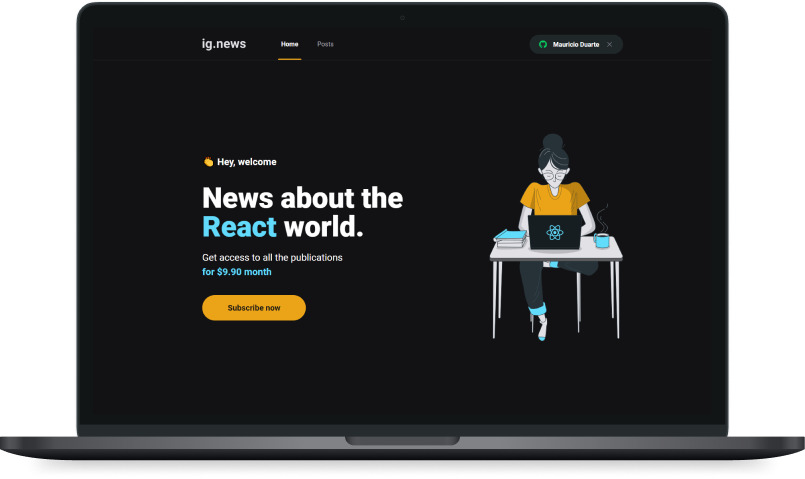 ig.news
Home
Posts
Mauricio Duarte
👏 Hey, welcome
News about the
React world.
Get access to all the publications
for $9.90 month
Subscribe now